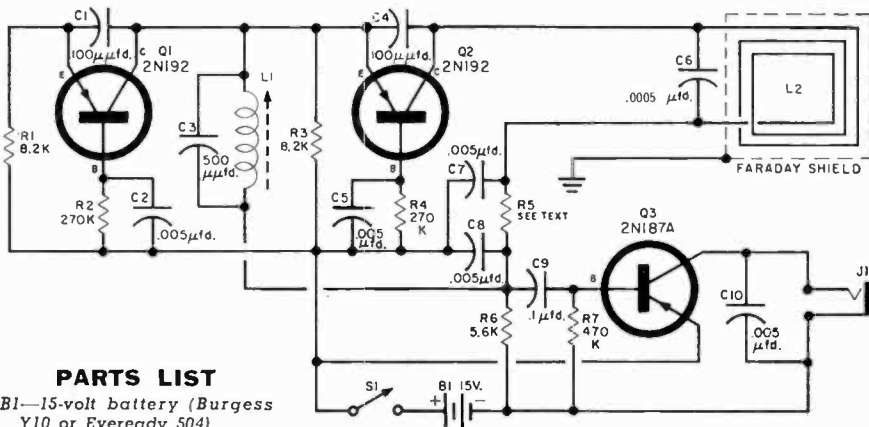 C1
100µµfd.
E
C
Q1
2N192
B
R1
8.2K
R2
270K
C2
.005µfd.
C3
500
µµfd.
L1
R3
8.2K
C4
100µµfd.
E
C
Q2
2N192
B
C5
.005
µfd.
R4
270
K
.005µfd.
C7
C8
.005µfd.
R5
SEE TEXT
C6
.0005 µfd.
L2
FARADAY SHIELD
Q3
2N187A
B
C9
.1µfd.
R6
5.6K
R7
470
K
C10
.005
µfd.
J1
S1
+
B1 15V.
−
PARTS LIST
B1—15-volt battery (Burgess
Y10 or Eveready 504)